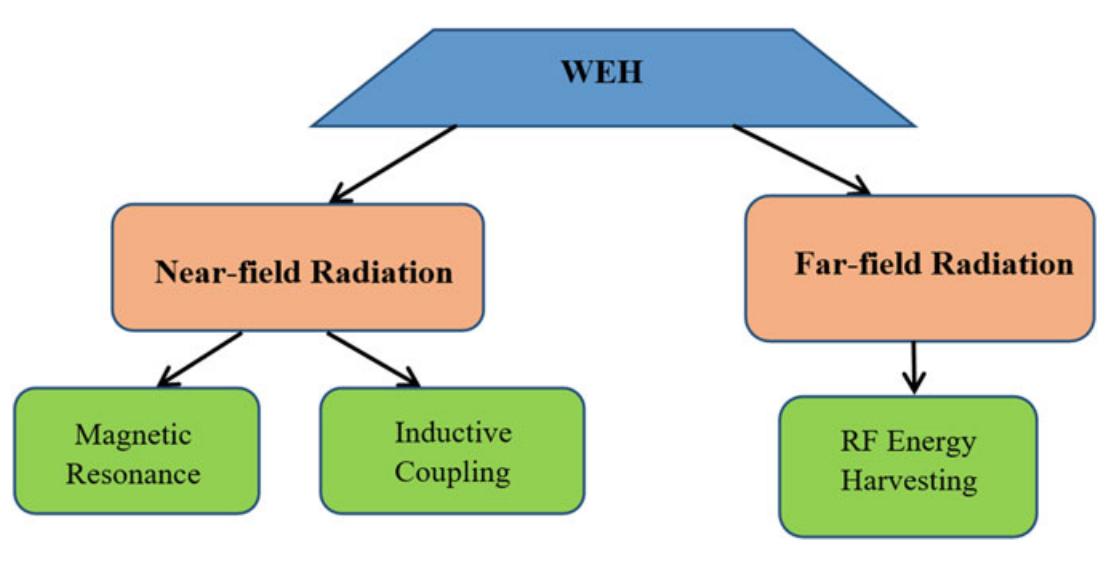 WEH
Near-field Radiation
Far-field Radiation
Magnetic
Resonance
Inductive
Coupling
RF Energy
Harvesting